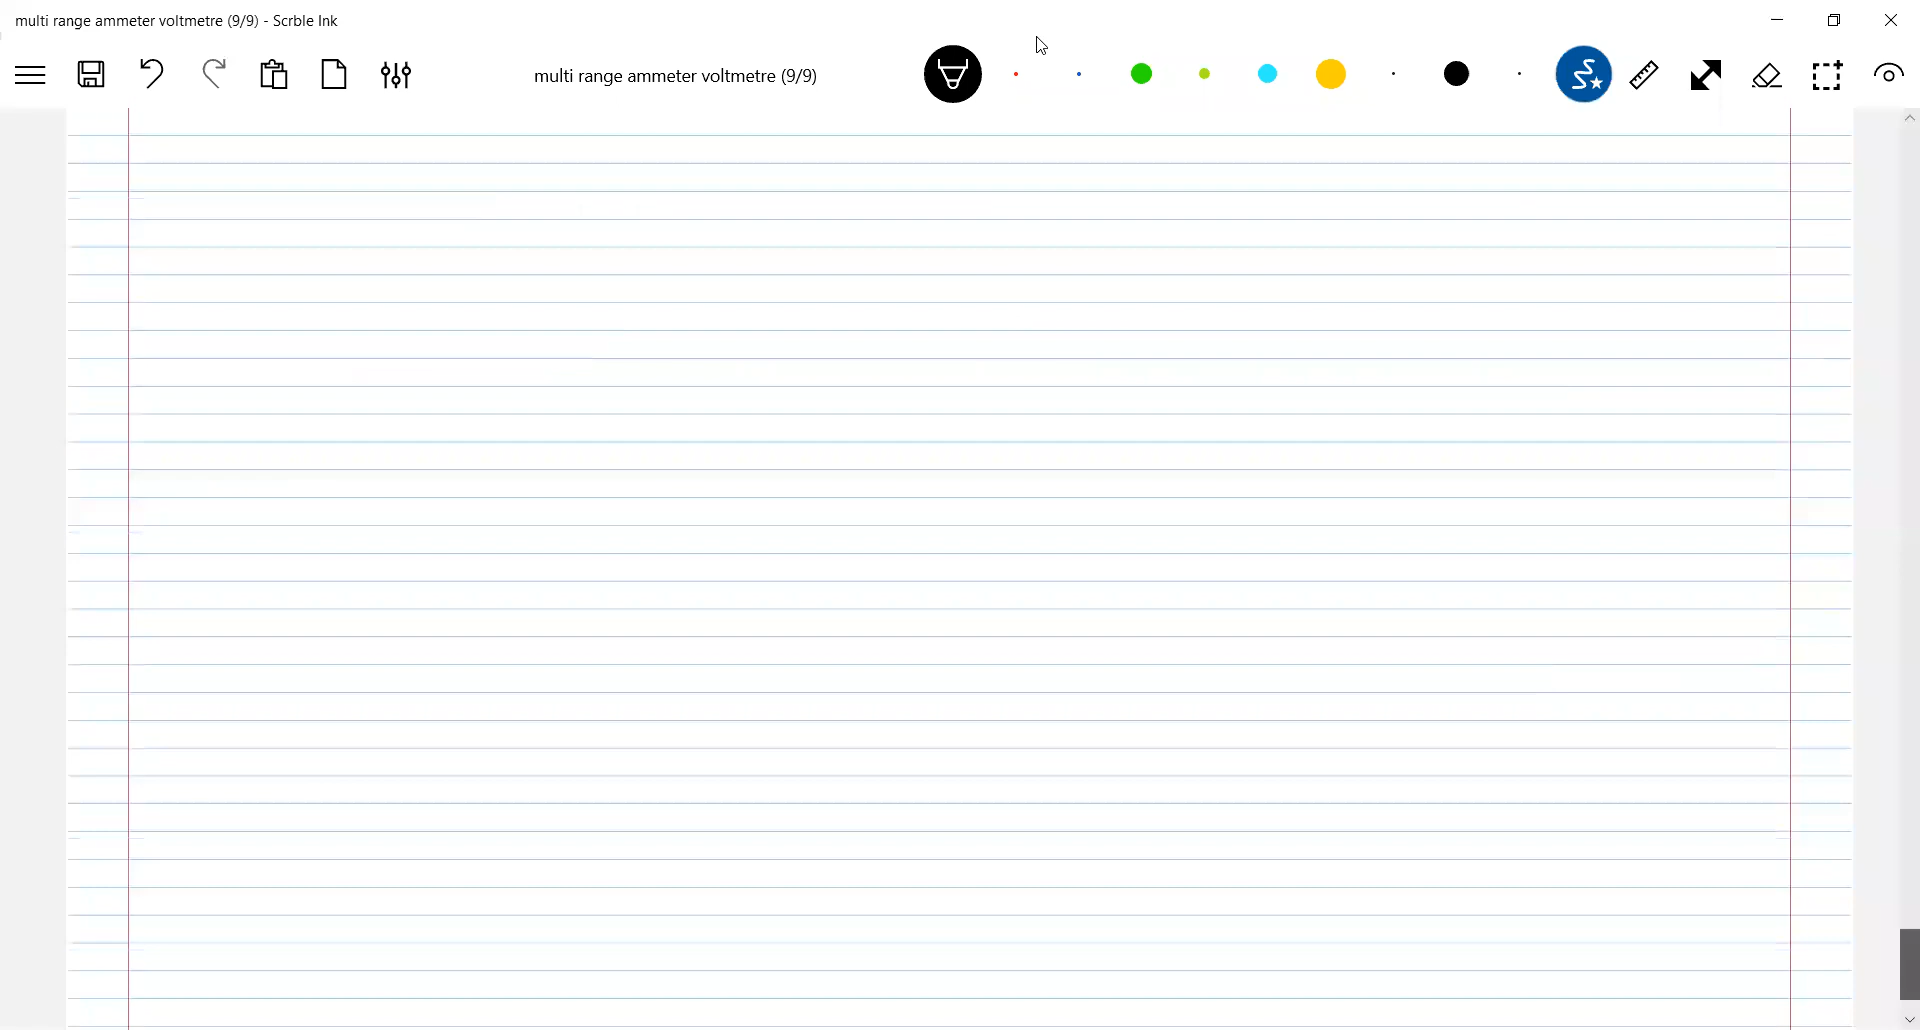 multi range ammeter voltmetre (9/9) - Scrble Ink
multi range ammeter voltmetre (9/9)